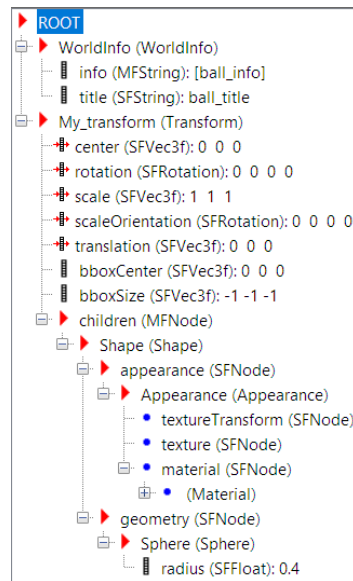 ROOT
WorldInfo (WorldInfo)
info (MFString): [ball_info]
title (SFString): ball_title
My_transform (Transform)
center (SFVec3f): 0 0 0
rotation (SFRotation): 0 0 0 0
scale (SFVec3f): 1 1 1
scaleOrientation (SFRotation): 0 0 0 0
translation (SFVec3f): 0 0 0
bboxCenter (SFVec3f): 0 0 0
bboxSize (SFVec3f): -1 -1 -1
children (MFNode)
Shape (Shape)
appearance (SFNode)
Appearance (Appearance)
textureTransform (SFNode)
texture (SFNode)
material (SFNode)
(Material)
geometry (SFNode)
Sphere (Sphere)
radius (SFFloat): 0.4